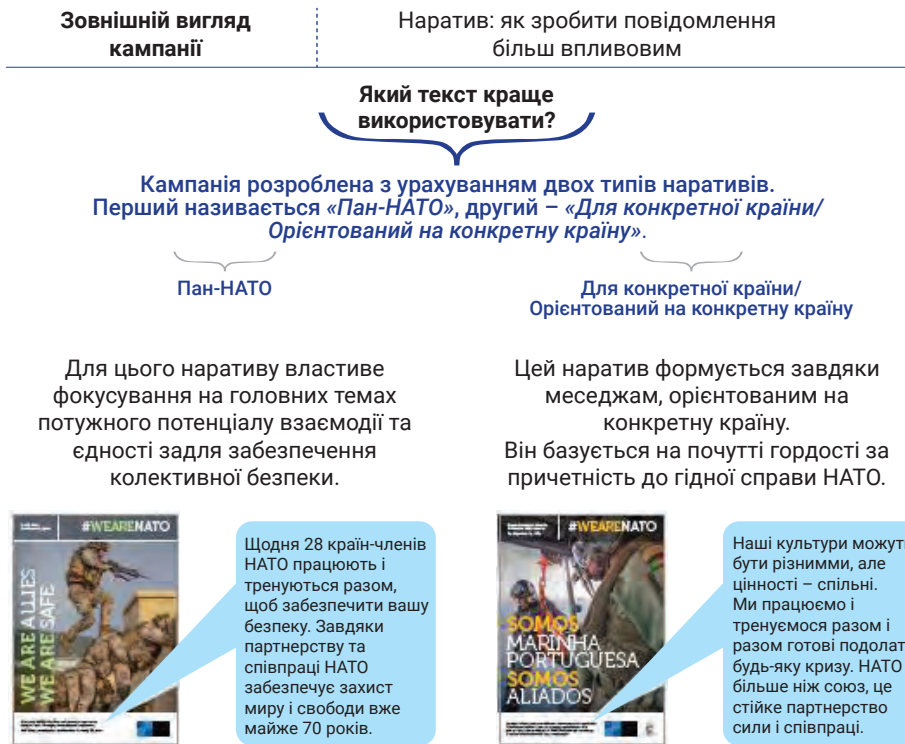 Зовнішній вигляд
кампанії
Наратив: як зробити повідомлення
більш впливовим
Який текст краще
використовувати?
Кампанія розроблена з урахуванням двох типів наративів.
Перший називається «Пан-НАТО», другий – «Для конкретної країни/
Орієнтований на конкретну країну».
Пан-НАТО
Для конкретної країни/
Орієнтований на конкретну країну
Для цього наративу властиве
фокусування на головних темах
потужного потенціалу взаємодії та
єдності задля забезпечення
колективної безпеки.
Цей наратив формується завдяки
меседжам, орієнтованим на
конкретну країну.
Він базується на почутті гордості за
причетність до гідної справи НАТО.
#WEARENATO
WE ARE ALLIES
WE ARE SAFE
Щодня 28 країн-членів
НАТО працюють і
тренуються разом,
щоб забезпечити вашу
безпеку. Завдяки
партнерству та
співпраці НАТО
забезпечує захист
миру і свободи вже
майже 70 років.
#WEARENATO
SOMOS
MARINHA
PORTUGUESA
SOMOS
ALIADOS
Наші культури можуть
бути різнимми, але
цінності – спільні.
Ми працюємо і
тренуємося разом і
разом готові подолат
будь-яку кризу. НАТО
більше ніж союз, це
стійке партнерство
сили і співпраці.